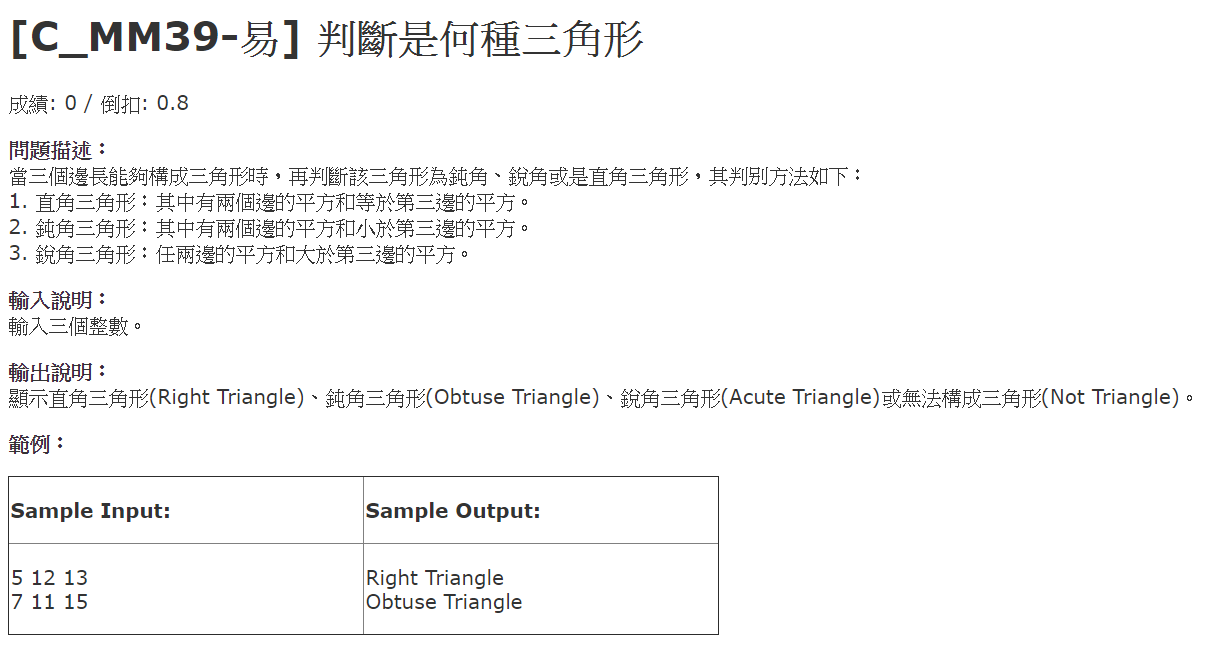 [C_MM39-易] 判斷是何種三角形
成績: 0 / 倒扣: 0.8
問題描述：
當三個邊長能夠構成三角形時，再判斷該三角形為鈍角、銳角或是直角三角形，其判別方法如下：
1. 直角三角形：其中有兩個邊的平方和等於第三邊的平方。
2. 鈍角三角形：其中有兩個邊的平方和小於第三邊的平方。
3. 銳角三角形：任兩邊的平方和大於第三邊的平方。
輸入說明：
輸入三個整數。
輸出說明：
顯示直角三角形(Right Triangle)、鈍角三角形(Obtuse Triangle)、銳角三角形(Acute Triangle)或無法構成三角形(Not Triangle)。
範例：
Sample Input: Sample Output:
5 12 13 Right Triangle
7 11 15 Obtuse Triangle